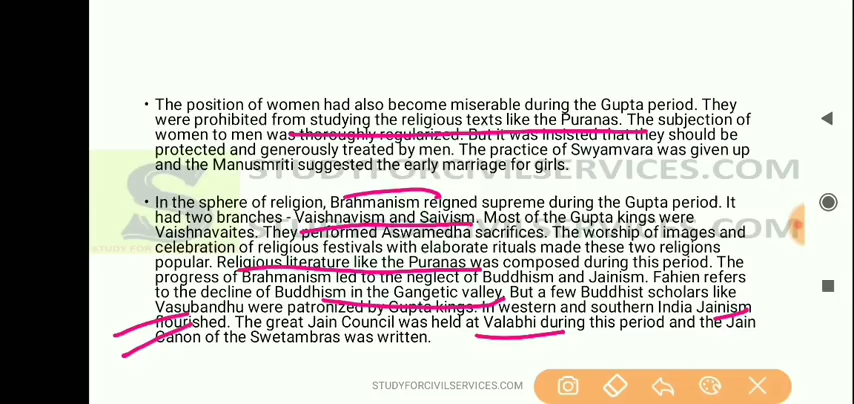 • The position of women had also become miserable during the Gupta period. They
were prohibited from studying the religious texts like the Puranas. The subjection of
women to men was thoroughly regularized. But it was insisted that they should be
protected and generously treated by men. The practice of Swyamvara was given up
and the Manusmriti suggested the early marriage for girls.
STUDYFORCIVILSERVICES.COM
• In the sphere of religion, Brahmanism reigned supreme during the Gupta period. It
had two branches - Vaishnavism and Saivism. Most of the Gupta kings were
Vaishnavaites. They performed Aswamedha sacrifices. The worship of images and
celebration of religious festivals with elaborate rituals made these two religions
popular. Religious literature like the Puranas was composed during this period. The
progress of Brahmanism led to the neglect of Buddhism and Jainism. Fahien refers
to the decline of Buddhism in the Gangetic valley. But a few Buddhist scholars like
Vasubandhu were patronized by Gupta kings. In western and southern India Jainism
flourished. The great Jain Council was held at Valabhi during this period and the Jain
Canon of the Swetambras was written.
STUDYFORCIVILSERVICES.COM